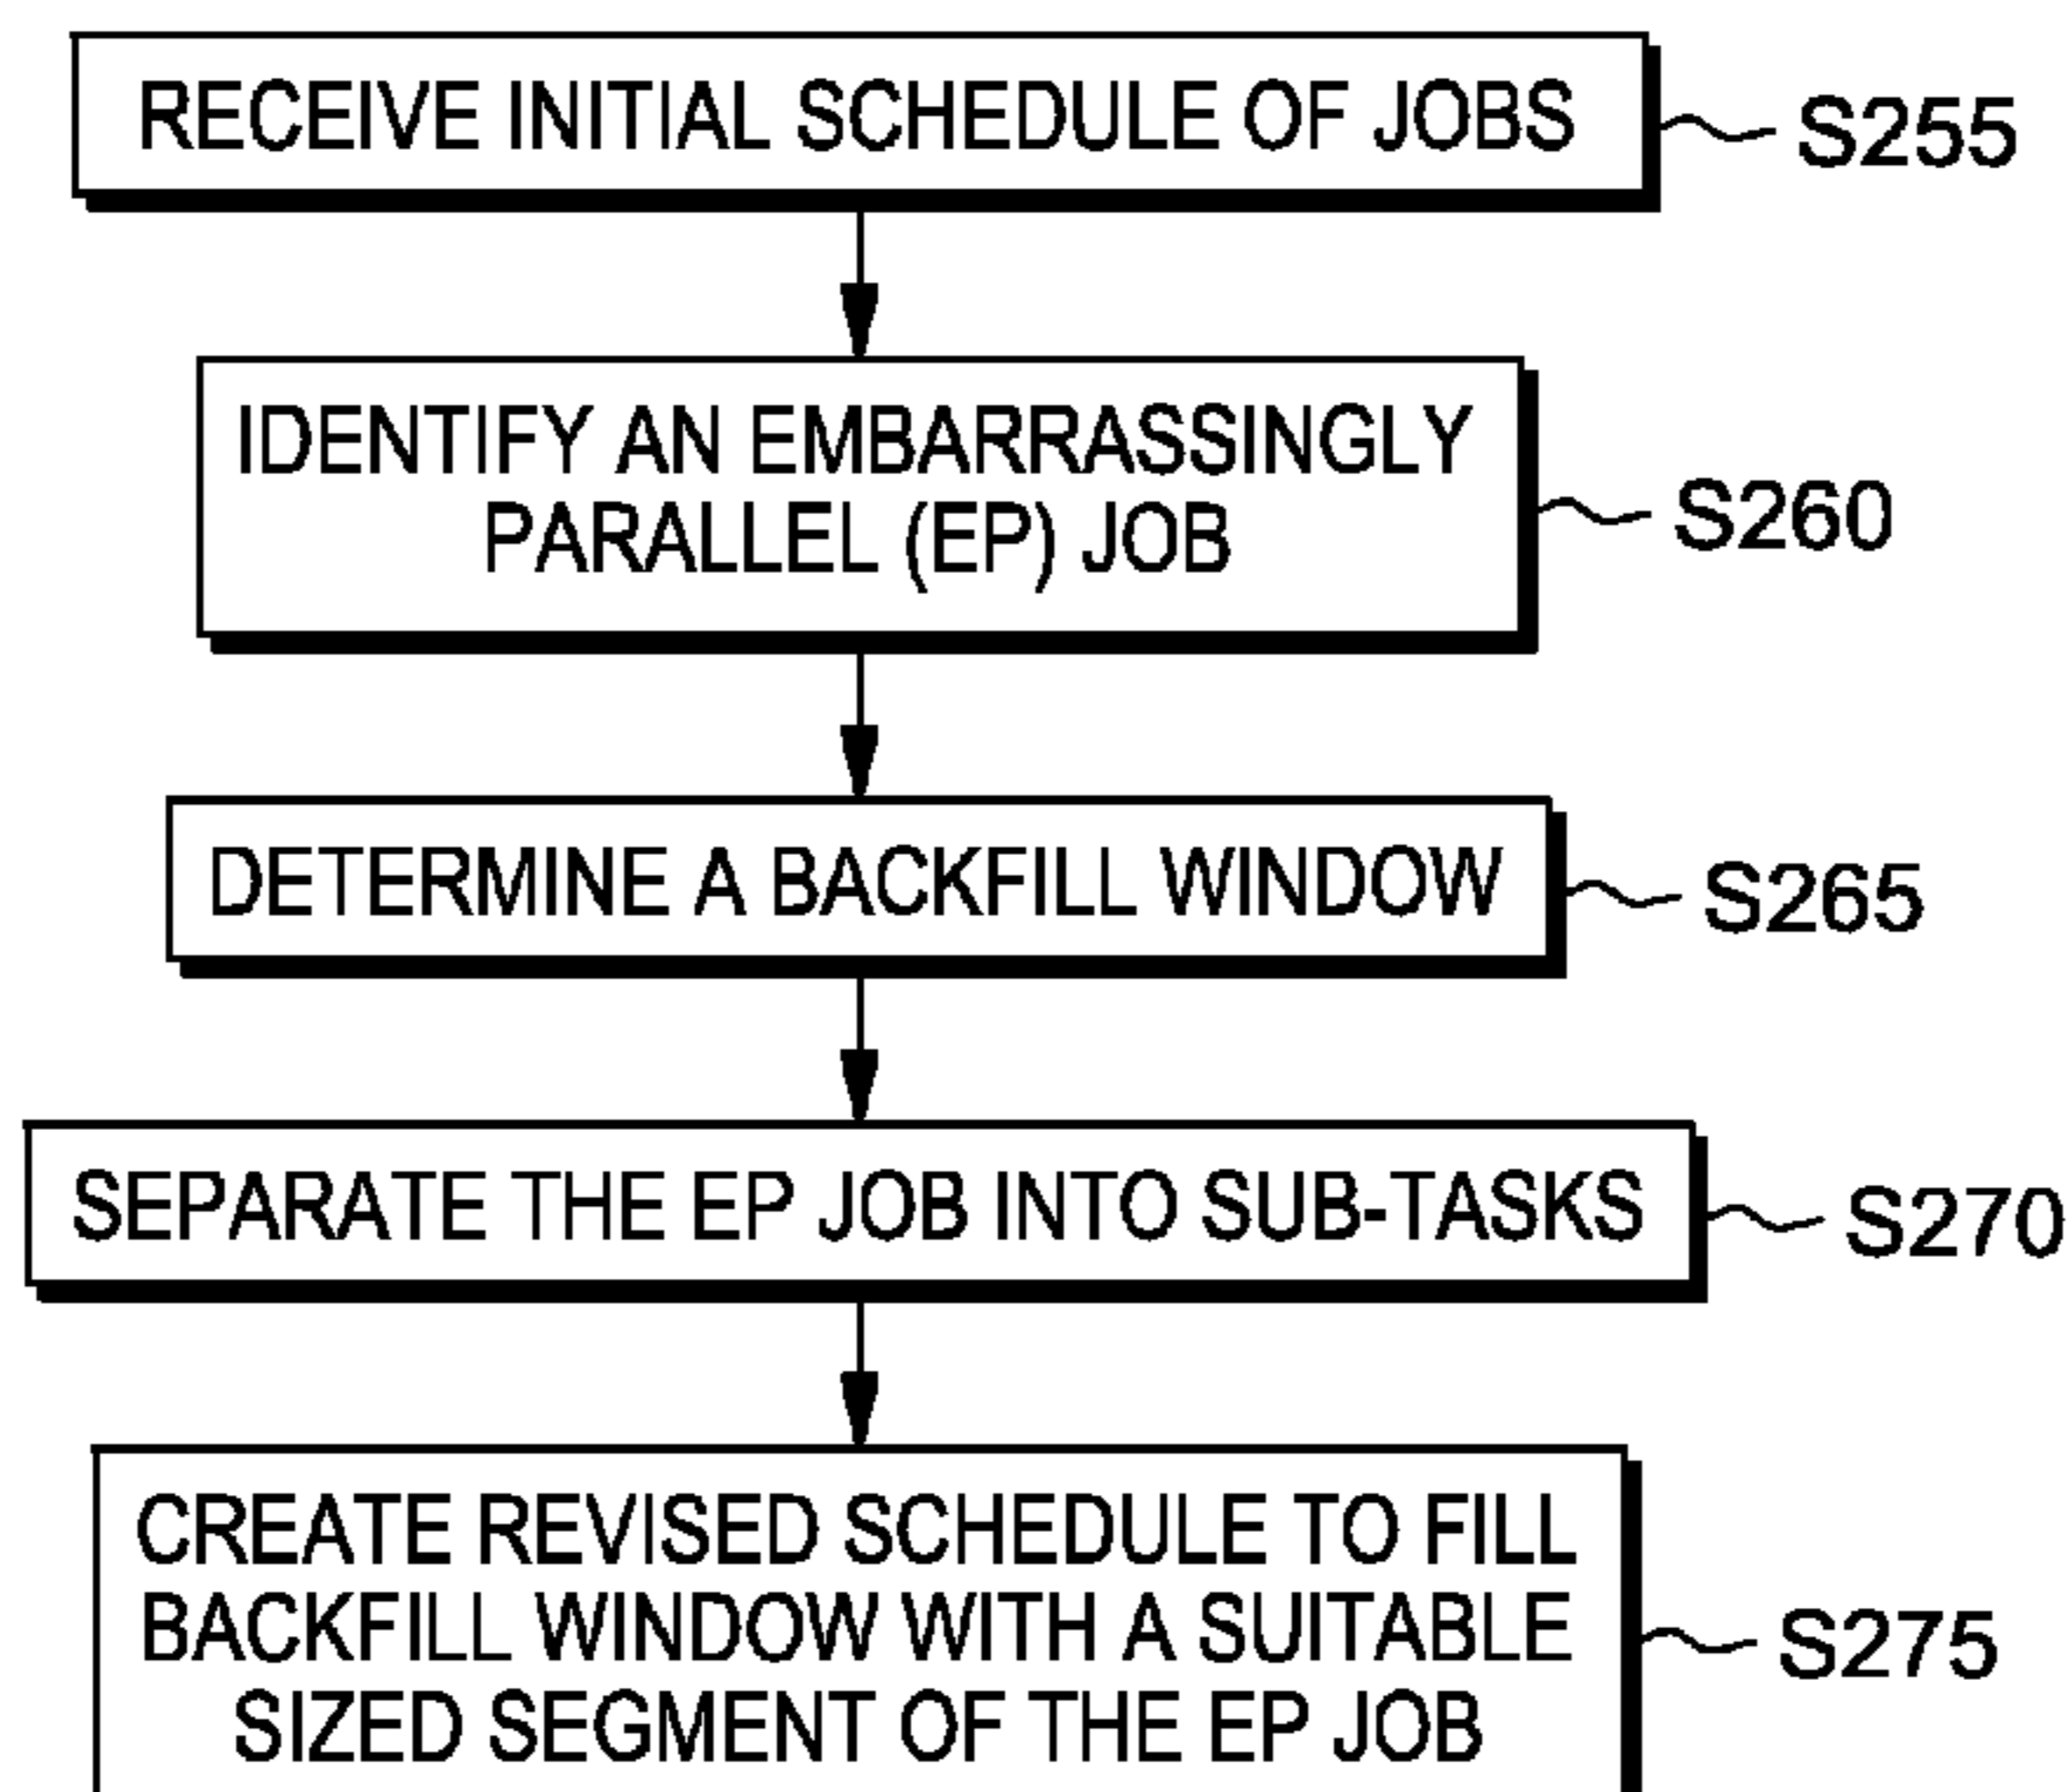 RECEIVE INITIAL SCHEDULE OF JOBS
S255
IDENTIFY AN EMBARRASSINGLY
PARALLEL (EP) JOB
S260
DETERMINE A BACKFILL WINDOW
S265
SEPARATE THE EP JOB INTO SUB-TASKS
S270
CREATE REVISED SCHEDULE TO FILL
BACKFILL WINDOW WITH A SUITABLE
SIZED SEGMENT OF THE EP JOB
S275